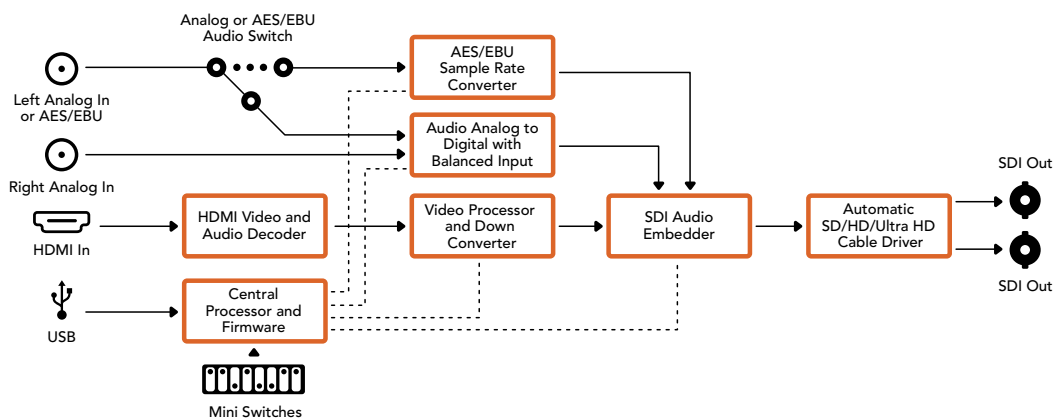 Analog or AES/EBU
Audio Switch
Left Analog In
or AES/EBU
AES/EBU
Sample Rate
Converter
Right Analog In
Audio Analog to
Digital with
Balanced Input
HDMI In
HDMI Video and
Audio Decoder
Video Processor
and Down
Converter
SDI Audio
Embedder
Automatic
SD/HD/Ultra HD
Cable Driver
SDI Out
SDI Out
USB
Central
Processor and
Firmware
Mini Switches